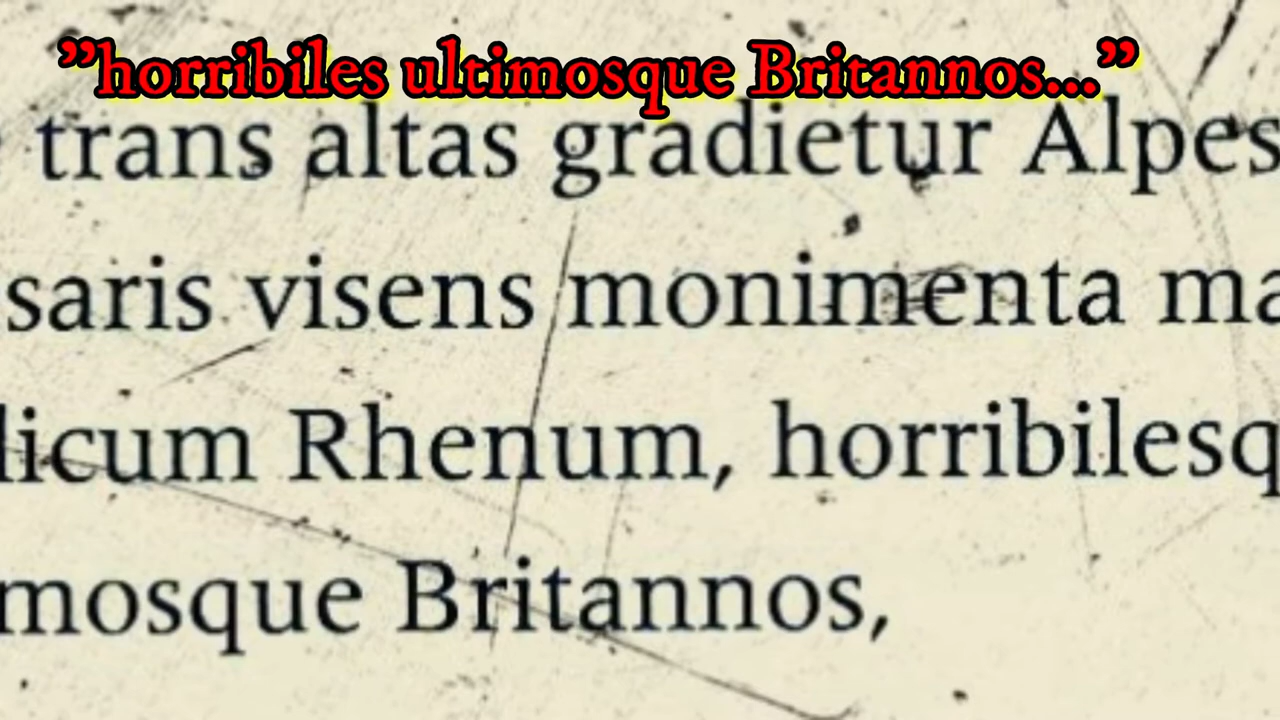 ”horribiles ultimosque Britannos...”
trans altas gradietur Alpes
saris visens monimenta ma
licum Rhenum, horribilesq
mosque Britannos,